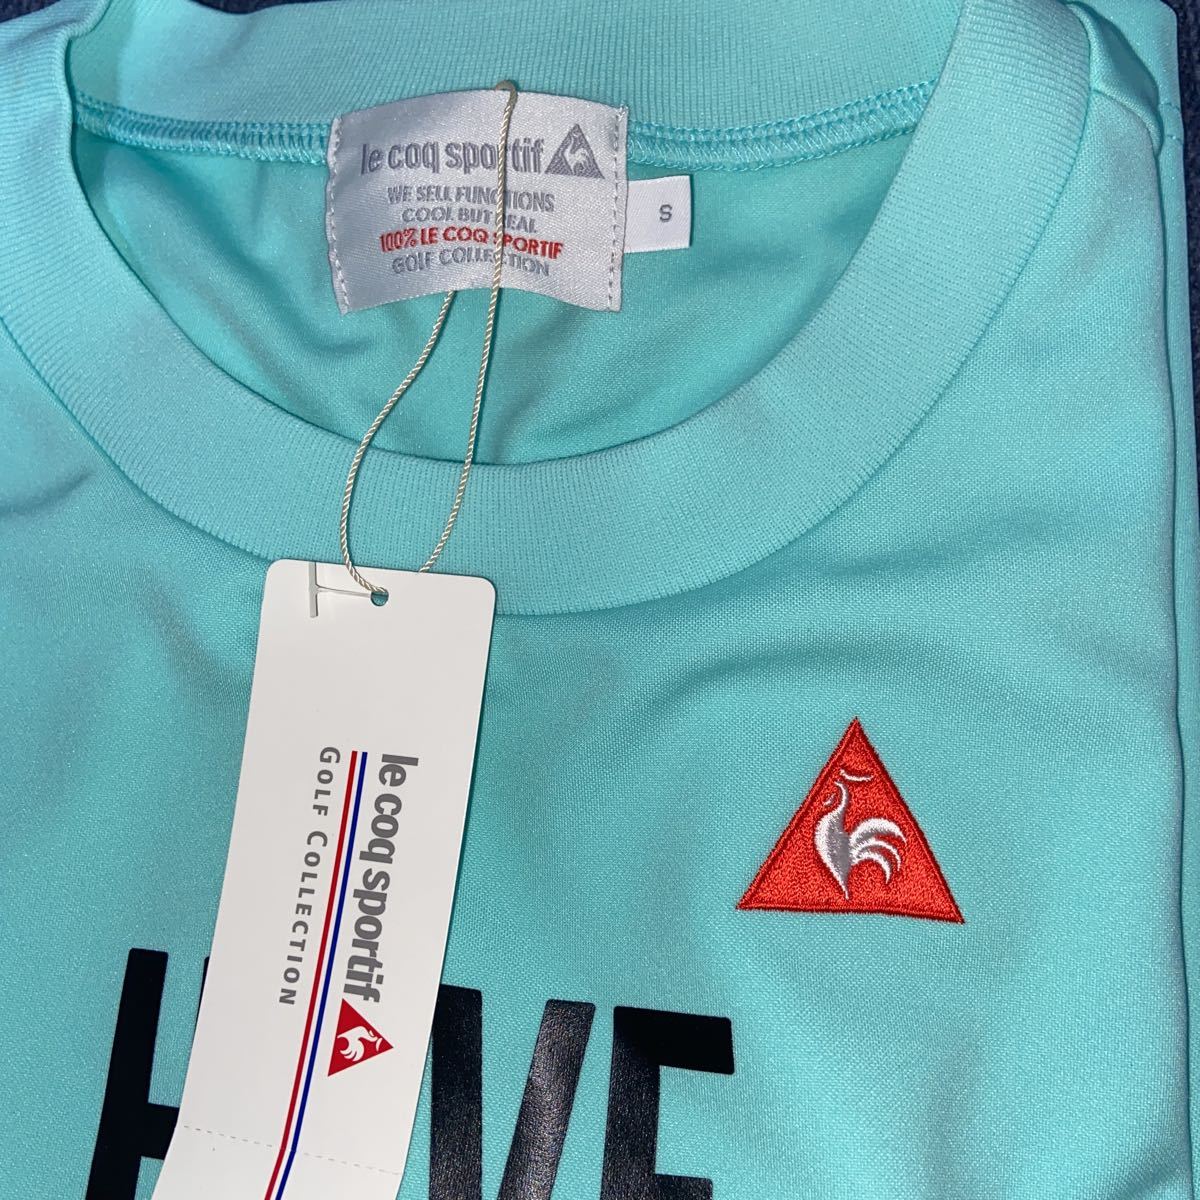 le coq sportif
WE SELL FUNCTIONS
COOL BUT REAL
100% LE COQ SPORTIF
GOLF COLLECTION
S
le coq sportif
GOLF COLLECTION